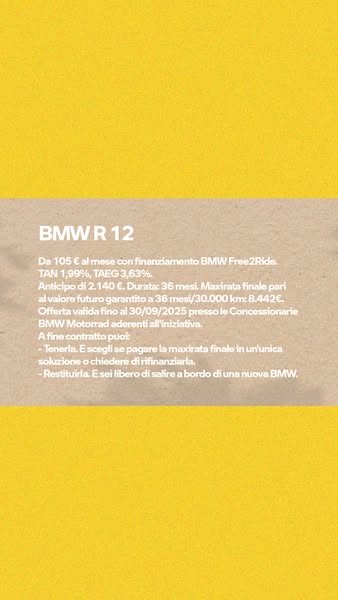 BMW R 12
Da 105 € al mese con finanziamento BMW Free2Ride.
TAN 1,99%, TAEG 3,63%.
Anticipo di 2.140 €. Durata: 36 mesi. Maxirata finale pari
al valore futuro garantito a 36 mesi/30.000 km: 8.442€.
Offerta valida fino al 30/09/2025 presso le Concessionarie
BMW Motorrad aderenti all'iniziativa.
A fine contratto puoi:
- Tenerla. E scegli se pagare la maxirata finale in un'unica
soluzione o chiedere di rifinanziarla.
- Restituirla. E sei libero di salire a bordo di una nuova BMW.